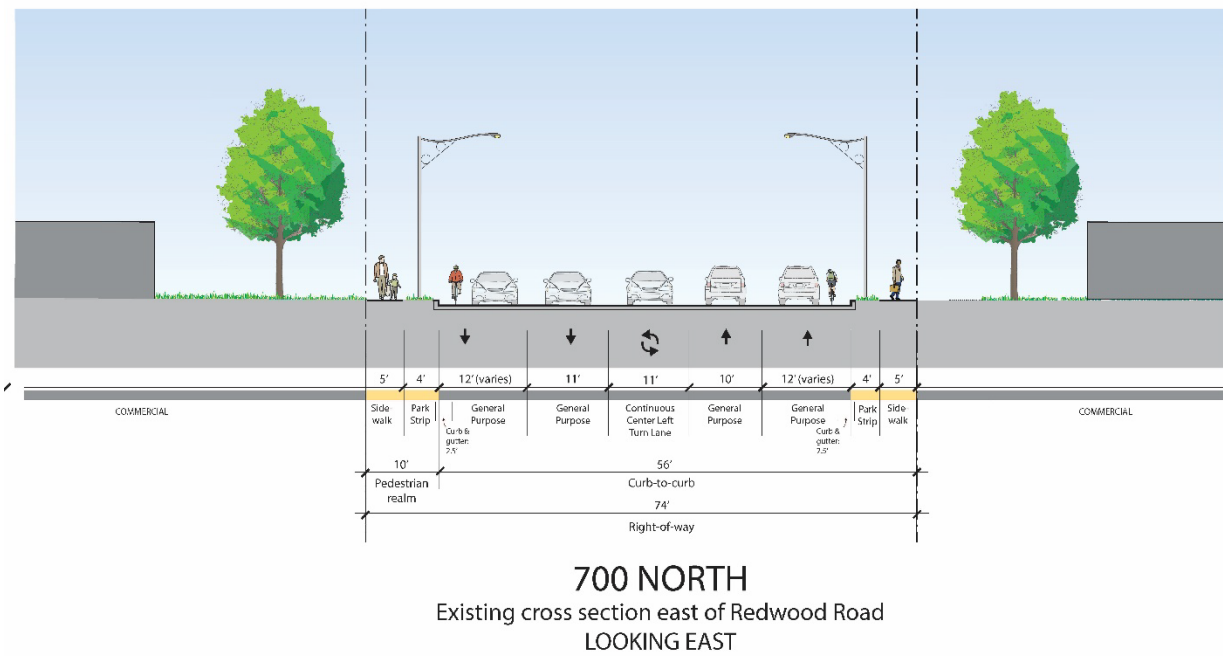 5'
4'
12' (varies)
11'
11'
10'
12' (varies)
4'
5'
COMMERCIAL
Side
walk
Park
Strip
Curb &
gutter:
2.5'
General
Purpose
General
Purpose
Continuous
Center Left
Turn Lane
General
Purpose
General
Purpose
Curb &
gutter:
2.5'
Park
Strip
Side
walk
COMMERCIAL
10'
56'
Pedestrian
realm
Curb-to-curb
74'
Right-of-way
700 NORTH
Existing cross section east of Redwood Road
LOOKING EAST